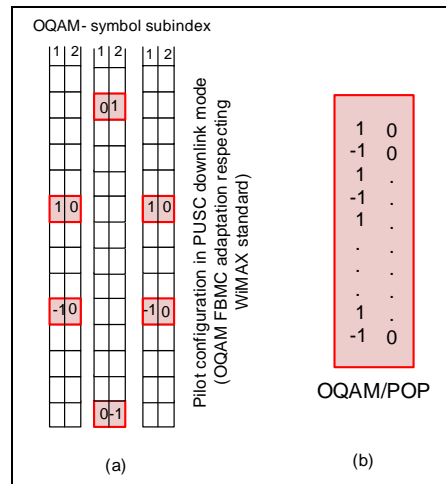 OQAM- symbol subindex
1 2 1 2 1 2
0 1
1 0 1 0
-1 0 -1 0
0 -1
(a)
Pilot configuration in PUSC downlink mode
(OQAM FBMC adaptation respecting
WiMAX standard)
1 0
-1 0
1 .
-1 .
1 .
. .
. .
. .
1 .
-1 0
OQAM/POP
(b)